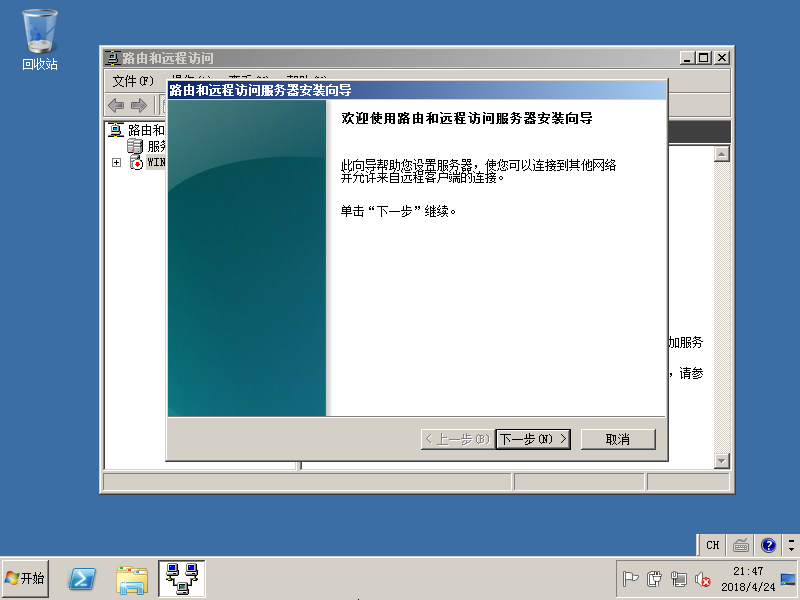 回收站
路由和远程访问
文件(F)
路由和远程访问服务器安装向导
路由和
服务
WIN
欢迎使用路由和远程访问服务器安装向导
此向导帮助您设置服务器，使您可以连接到其他网络
并允许来自远程客户端的连接。
单击“下一步”继续。
加服务
，请参
< 上一步(B)
下一步(N) >
取消
CH
开始
21:47
2018/4/24